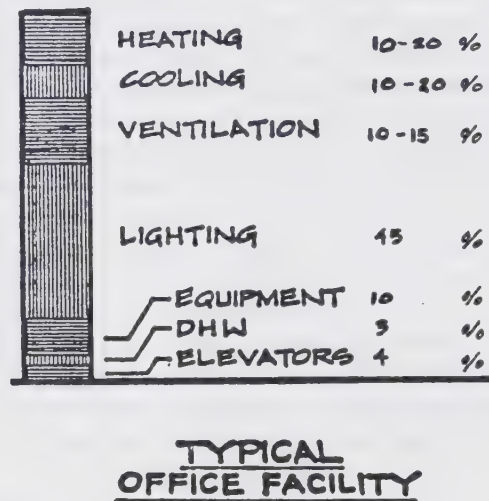 HEATING 10-20 %
COOLING 10-20 %
VENTILATION 10-15 %
LIGHTING 45 %
EQUIPMENT 10 %
DHW 3 %
ELEVATORS 4 %
TYPICAL
OFFICE FACILITY